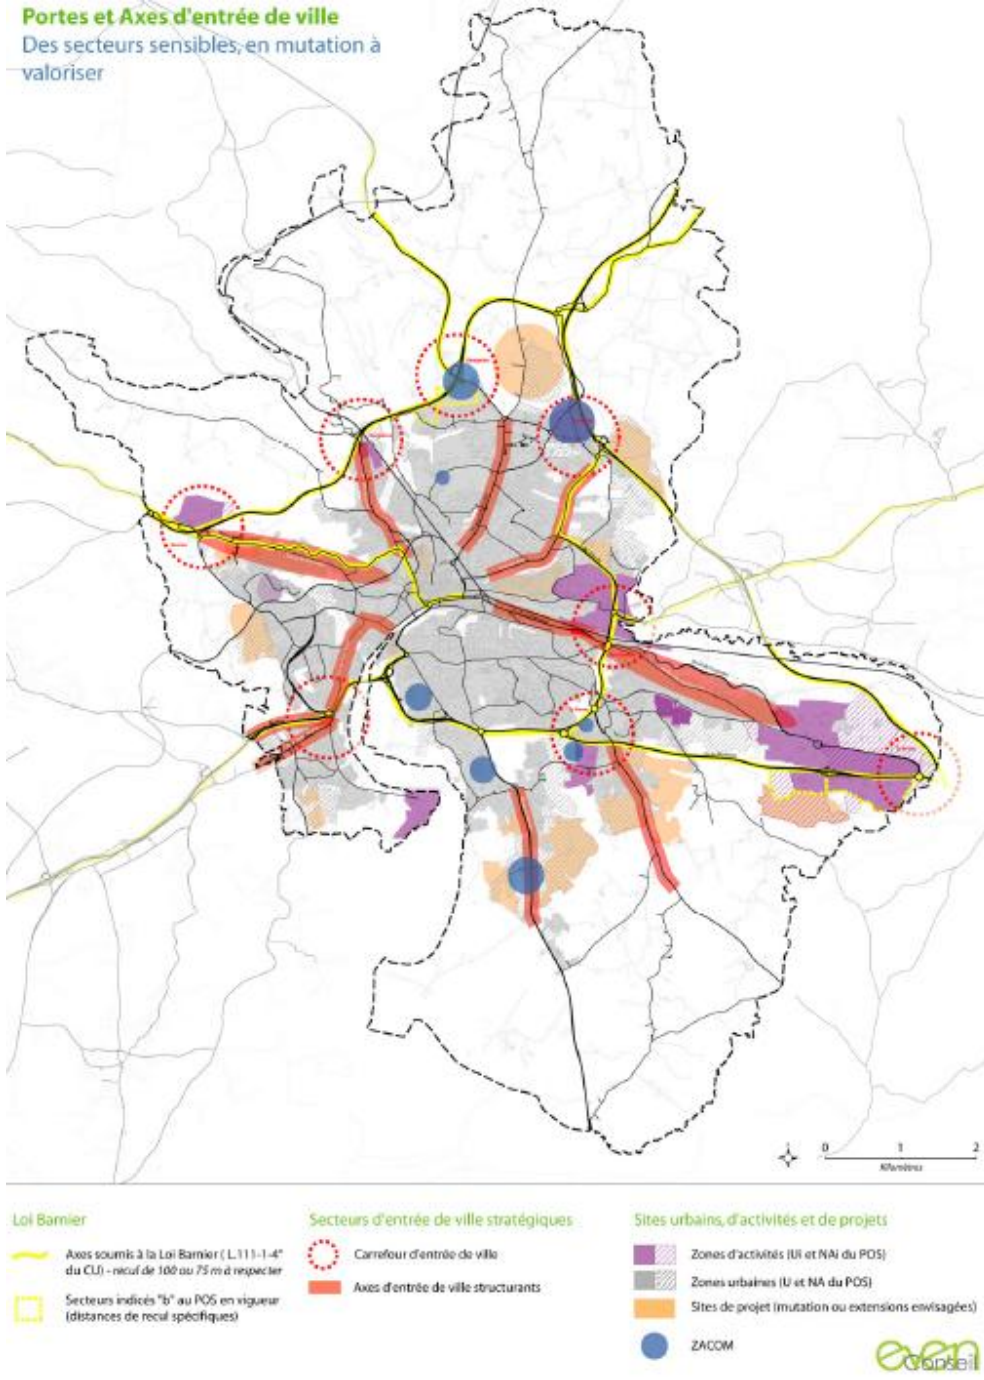 Portes et Axes d'entrée de ville
Des secteurs sensibles, en mutation à
valoriser
0 1 2
Kilomètres
Loi Barnier
Axes soumis à la Loi Barnier ( L.111-1-4°
du CU) - recul de 100 ou 75 m à respecter
Secteurs indicés "b" au POS en vigueur
(distances de recul spécifiques)
Secteurs d'entrée de ville stratégiques
Carrefour d'entrée de ville
Axes d'entrée de ville structurants
Sites urbains, d'activités et de projets
Zones d'activités (Ui et NAi du POS)
Zones urbaines (U et NA du POS)
Sites de projet (mutation ou extensions envisagées)
ZACOM
even
Conseil